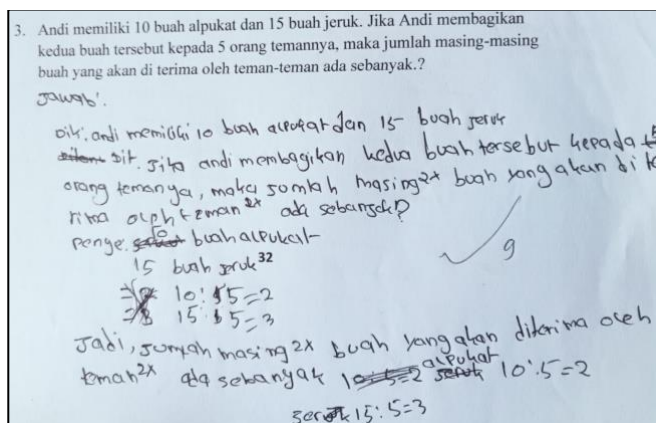 3. Andi memiliki 10 buah alpukat dan 15 buah jeruk. Jika Andi membagikan
kedua buah tersebut kepada 5 orang temannya, maka jumlah masing-masing
buah yang akan di terima oleh teman-teman ada sebanyak.?
Jawab:
Dik: andi memiliki 10 buah alpukat dan 15 buah jeruk
dit. Jika andi membagikan kedua buah tersebut kepada 5
orang temanya, maka jomlah masing2x buah yang akan di te
rima oleh teman2x ada sebanyak?
Penye. 10 buah alpukat
15 buah jeruk 32
10:5=2
15:5=3
9
Jadi, jumlah masing2x buah yang akan diterima oleh
teman2x ada sebanyak alpukat 10:5=2
jeruk 15:5=3